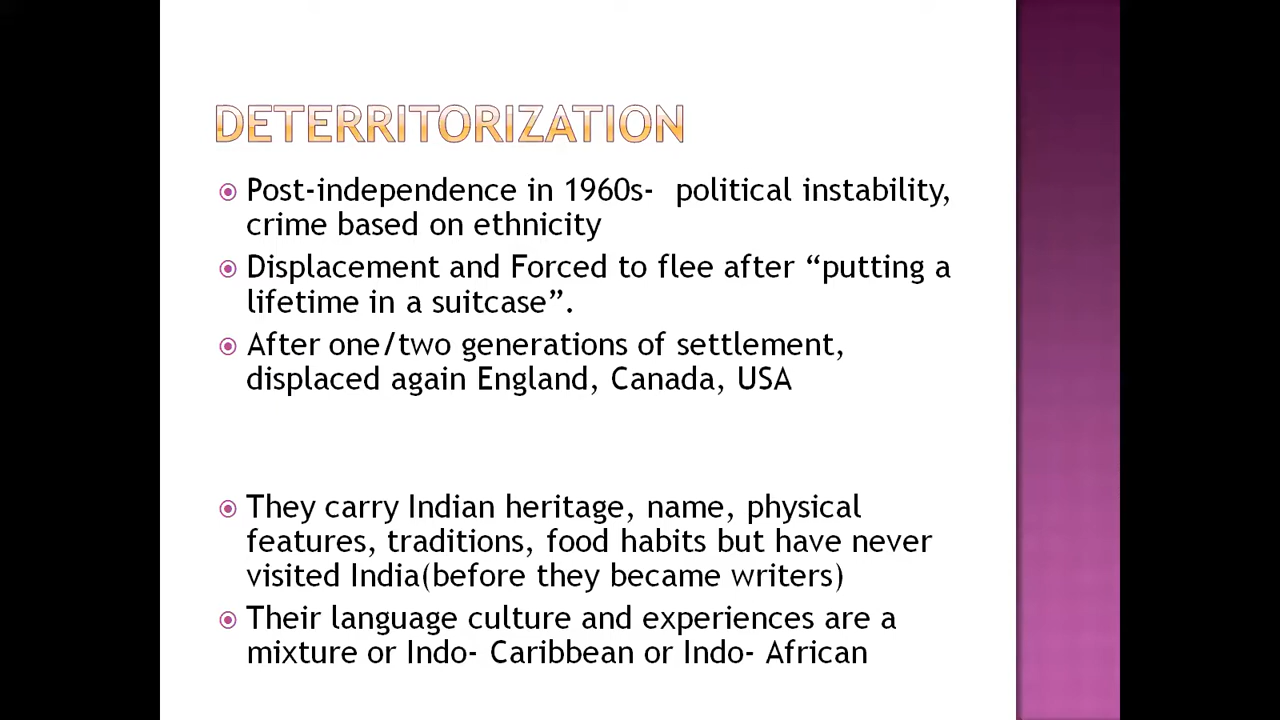 DETERRITORIZATION
Post-independence in 1960s- political instability,
crime based on ethnicity
Displacement and Forced to flee after “putting a
lifetime in a suitcase”.
After one/two generations of settlement,
displaced again England, Canada, USA
They carry Indian heritage, name, physical
features, traditions, food habits but have never
visited India(before they became writers)
Their language culture and experiences are a
mixture or Indo- Caribbean or Indo- African